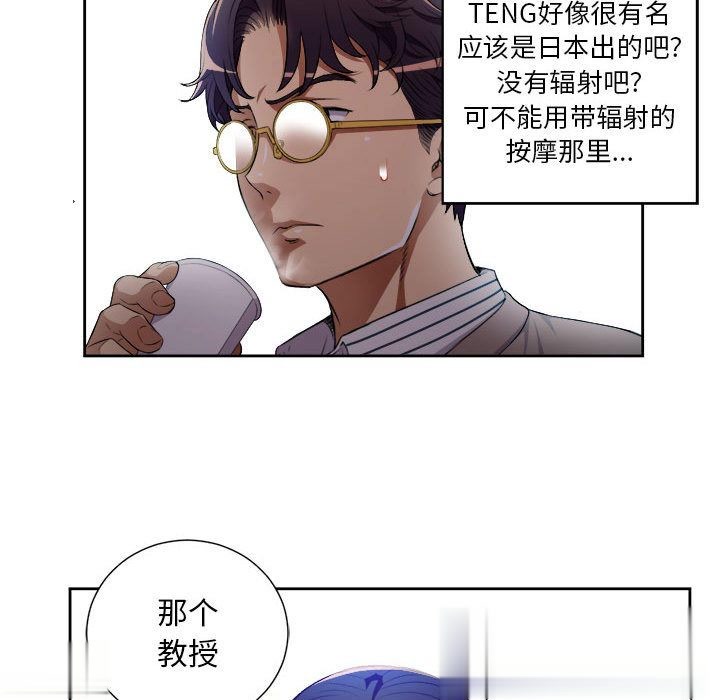 TENG好像很有名
应该是日本出的吧?
没有辐射吧?
可不能用带辐射的
按摩那里...
那个
教授